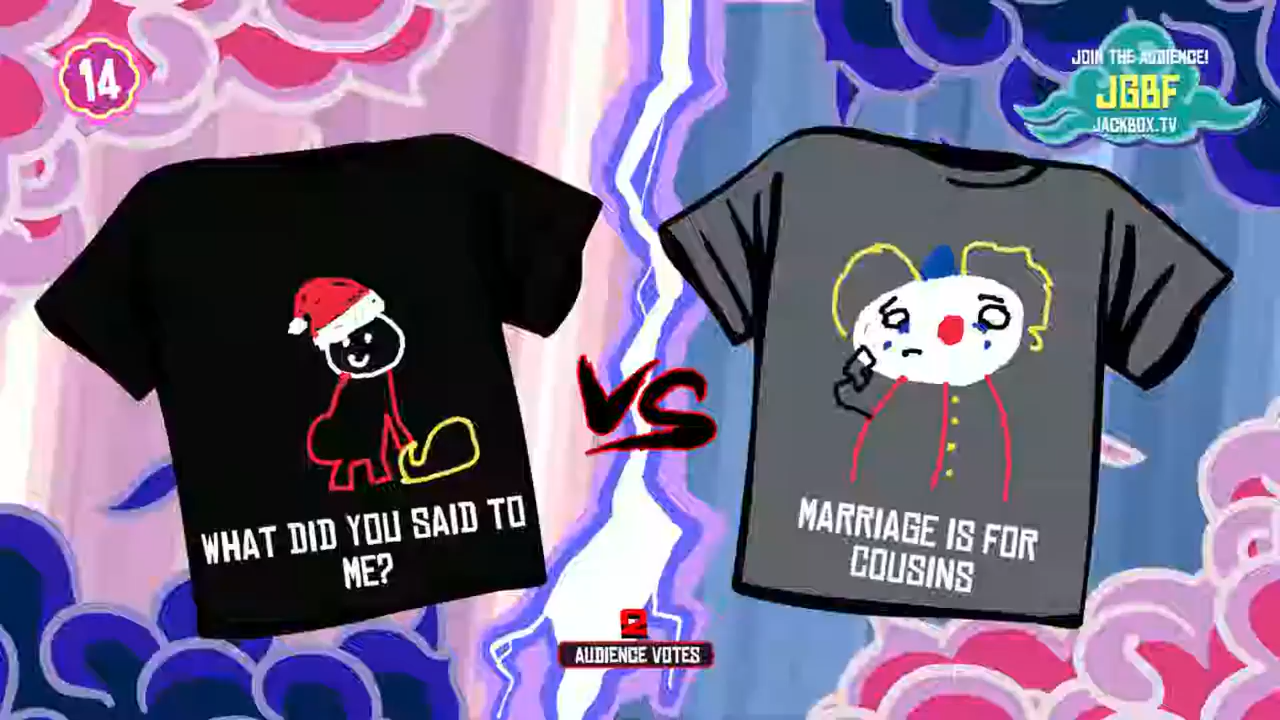 14
JOIN THE AUDIENCE!
JGBF
JACKBOX.TV
VS
WHAT DID YOU SAID TO
ME?
MARRIAGE IS FOR
COUSINS
2
AUDIENCE VOTES